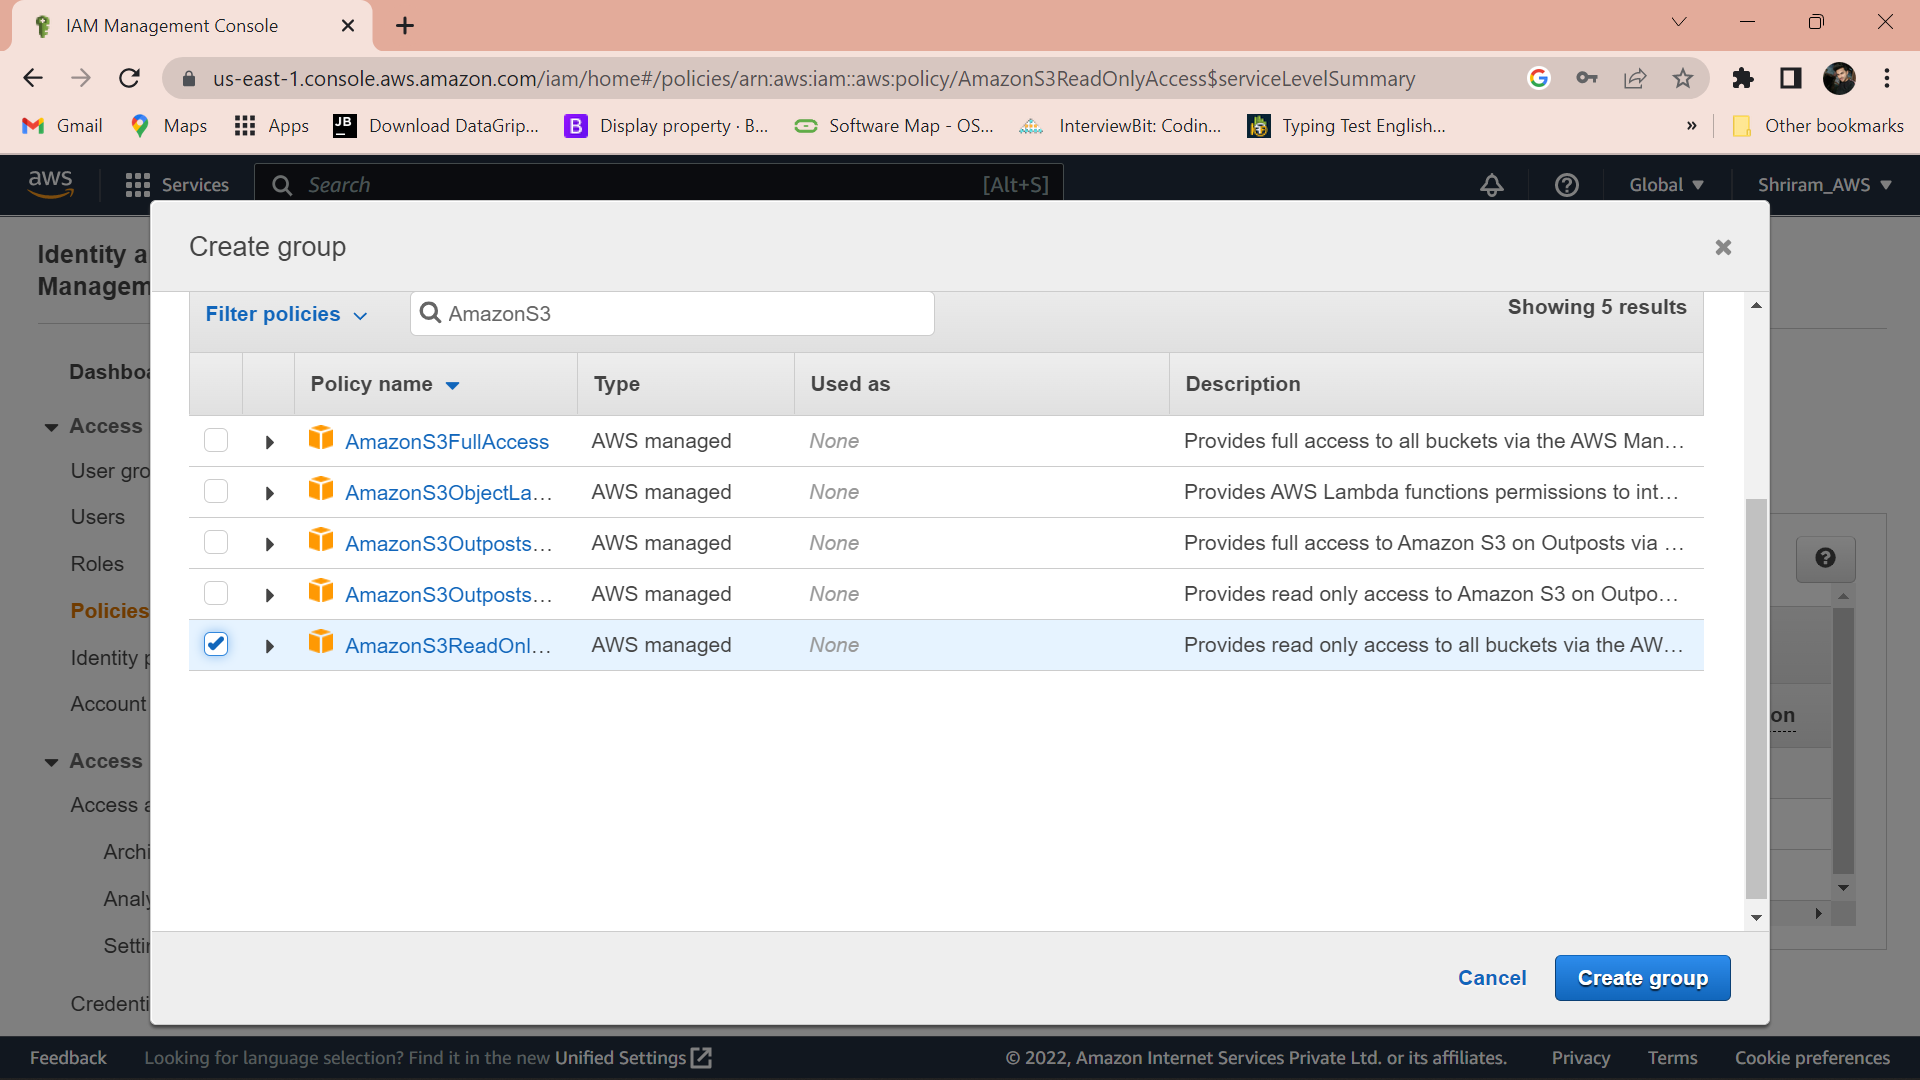 IAM Management Console
us-east-1.console.aws.amazon.com/iam/home#/policies/arn:aws:iam::aws:policy/AmazonS3ReadOnlyAccess$serviceLevelSummary
Gmail Maps Apps Download DataGrip... Display property · B... Software Map - OS... InterviewBit: Codin... Typing Test English... » Other bookmarks
aws Services Search [Alt+S] Global Shriram_AWS
Identity a
Managem
Create group
Filter policies AmazonS3 Showing 5 results
Policy name Type Used as Description
AmazonS3FullAccess AWS managed None Provides full access to all buckets via the AWS Man...
AmazonS3ObjectLa... AWS managed None Provides AWS Lambda functions permissions to int...
AmazonS3Outposts... AWS managed None Provides full access to Amazon S3 on Outposts via ...
AmazonS3Outposts... AWS managed None Provides read only access to Amazon S3 on Outpo...
AmazonS3ReadOnl... AWS managed None Provides read only access to all buckets via the AW...
Dashboa
Access
User gro
Users
Roles
Policies
Identity p
Account
Access
Access a
Archi
Analy
Settin
Credenti
on
Cancel Create group
Feedback Looking for language selection? Find it in the new Unified Settings © 2022, Amazon Internet Services Private Ltd. or its affiliates. Privacy Terms Cookie preferences